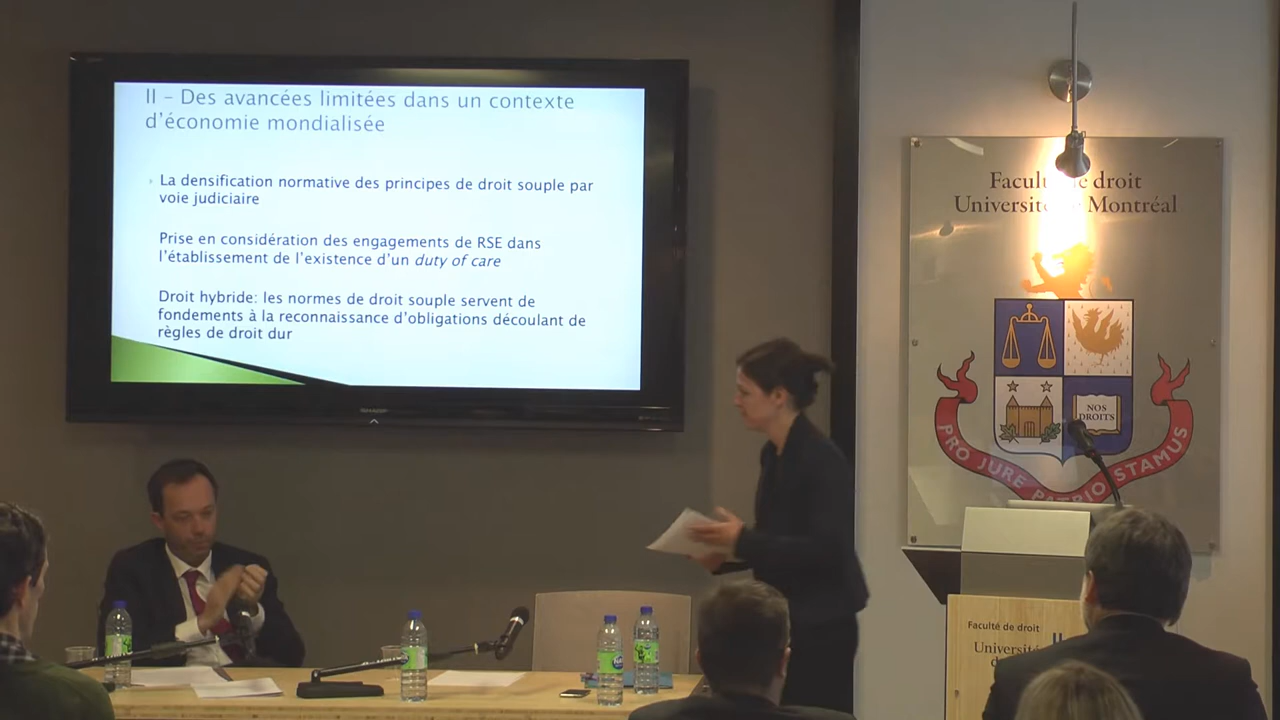 II – Des avancées limitées dans un contexte
d'économie mondialisée
La densification normative des principes de droit souple par
voie judiciaire
Prise en considération des engagements de RSE dans
l'établissement de l'existence d'un duty of care
Droit hybride: les normes de droit souple servent de
fondements à la reconnaissance d'obligations découlant de
règles de droit dur
SHARP
Faculté de droit
Université de Montréal
NOS
DROITS
PRO JURE PATRIO STAMUS
Faculté de droit
Université